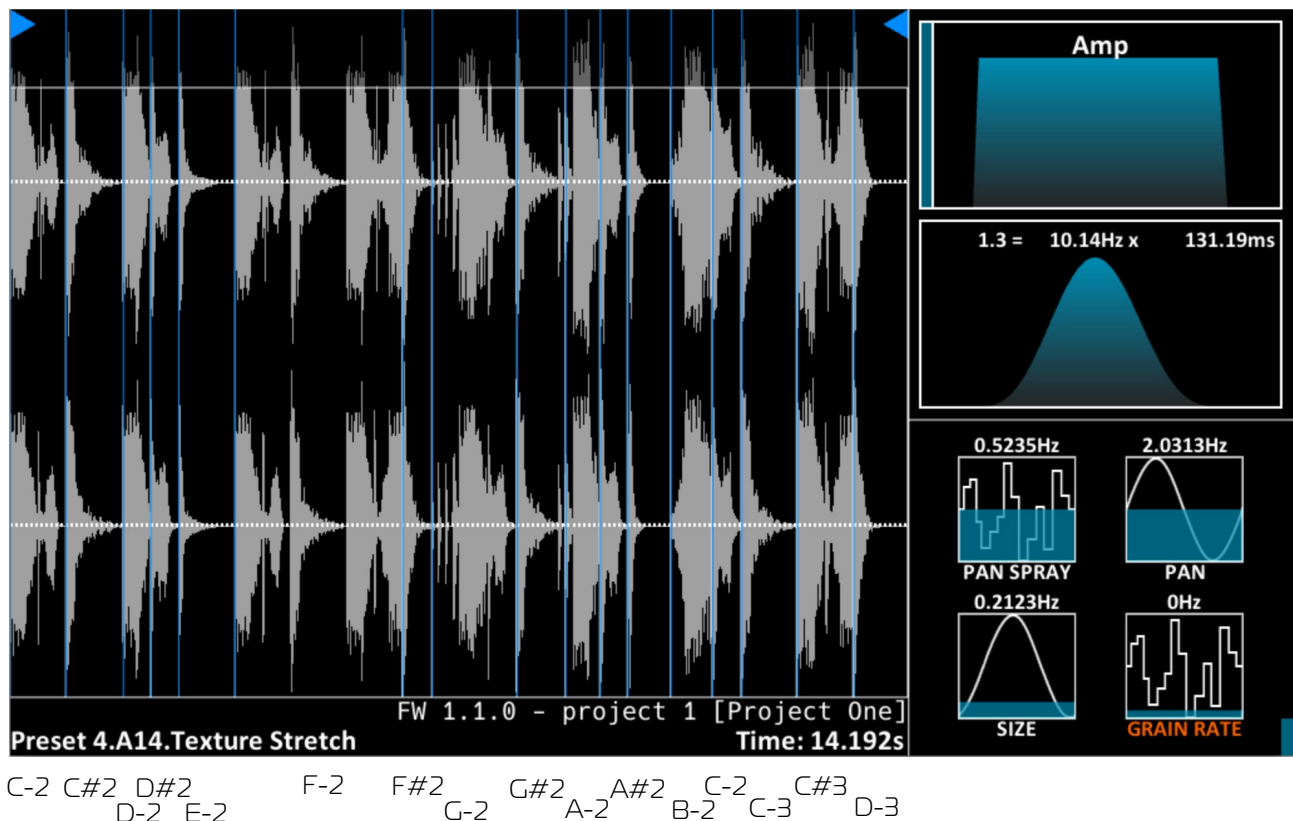 Amp
1.3 = 10.14Hz x 131.19ms
0.5235Hz 2.0313Hz
PAN SPRAY PAN
0.2123Hz 0Hz
SIZE GRAIN RATE
FW 1.1.0 – project 1 [Project One]
Preset 4.A14.Texture Stretch Time: 14.192s
C-2 C#2 D#2 F-2 F#2 G#2 A#2 C-2 C#3
D-2 E-2 G-2 A-2 B-2 C-3 D-3